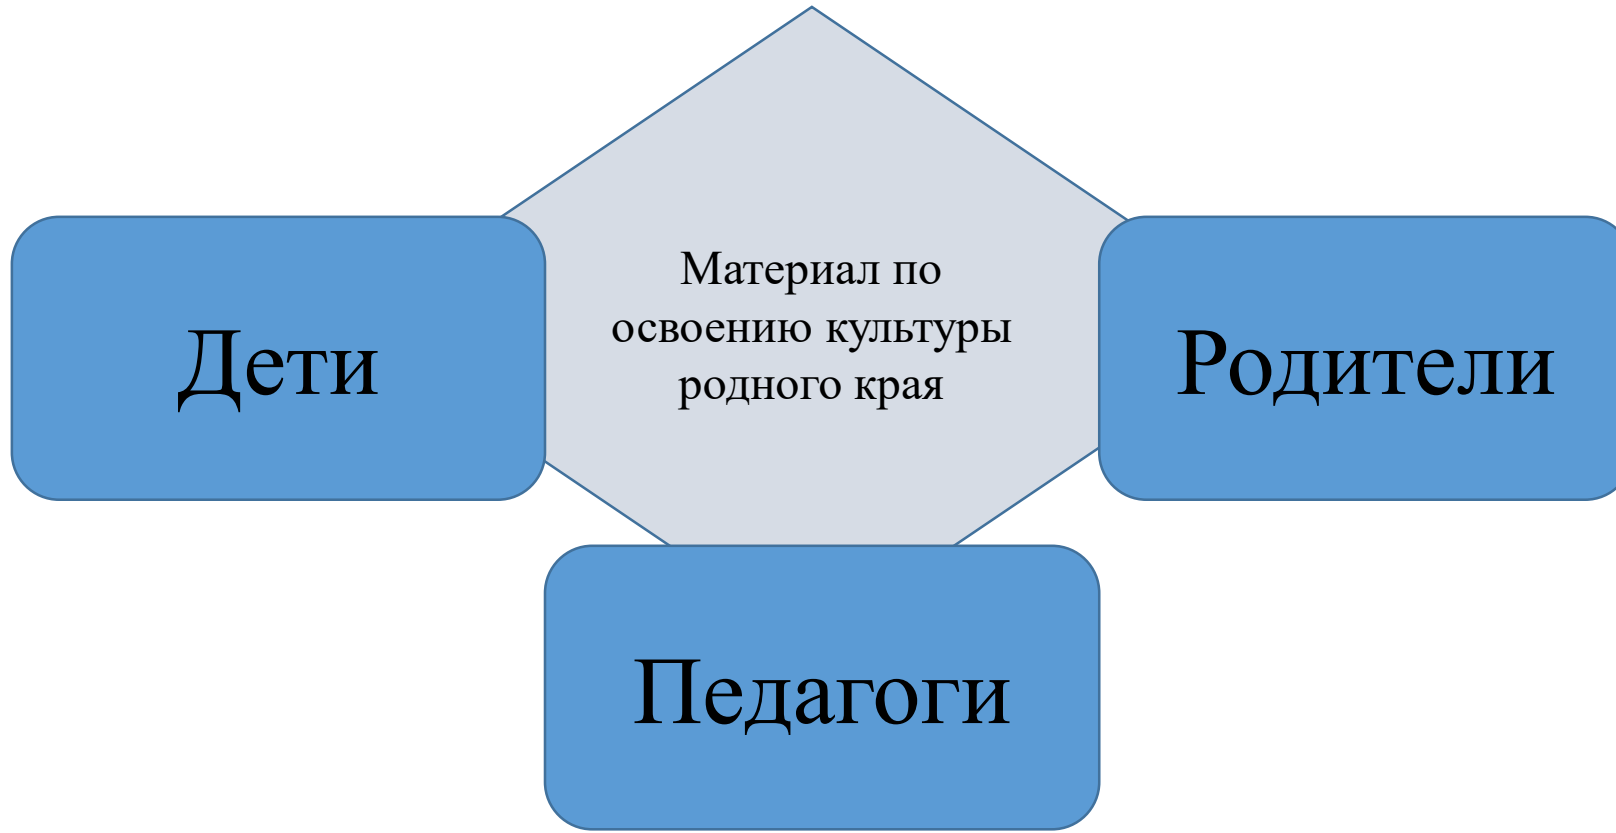 Материал по
освоению культуры
родного края
Дети
Родители
Педагоги